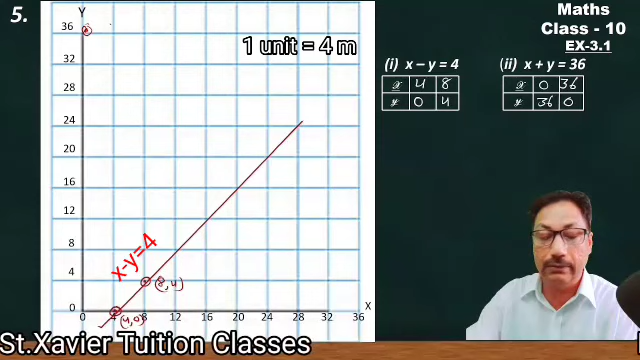 5.
Maths
Class - 10
EX-3.1
1 unit = 4 m
(i) x – y = 4
x 4 8
y 0 4
(ii) x + y = 36
x 0 36
y 36 0
Y
36
32
28
24
20
16
12
8
4
0
x-y=4
(8,4)
(4,0)
0 4 8 12 16 20 24 28 32 36
X
St.Xavier Tuition Classes